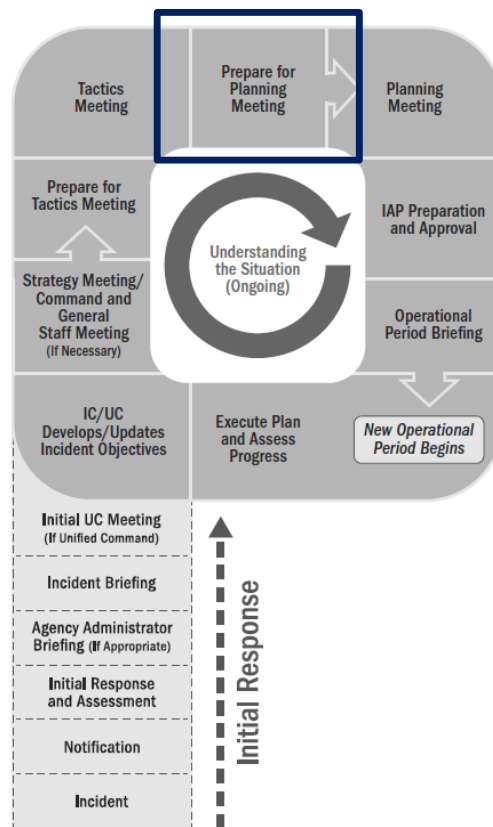 Tactics
Meeting
Prepare for
Planning
Meeting
Planning
Meeting
Prepare for
Tactics Meeting
Understanding
the Situation
(Ongoing)
IAP Preparation
and Approval
Strategy Meeting/
Command and
General
Staff Meeting
(If Necessary)
Operational
Period Briefing
IC/UC
Develops/Updates
Incident Objectives
Execute Plan
and Assess
Progress
New Operational
Period Begins
Initial UC Meeting
(If Unified Command)
Incident Briefing
Agency Administrator
Briefing (If Appropriate)
Initial Response
and Assessment
Notification
Incident
Initial Response